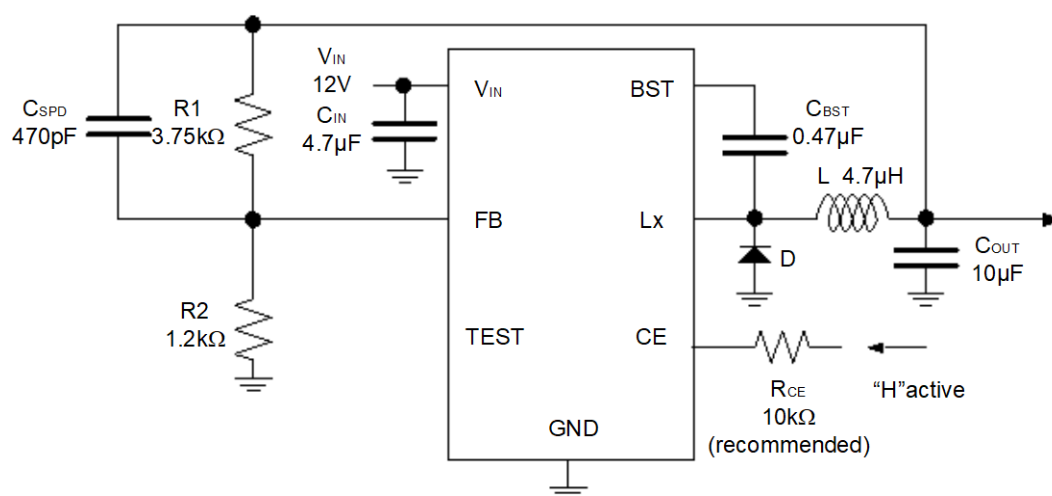 CSPD
470pF
R1
3.75kΩ
VIN
12V
CIN
4.7µF
VIN
BST
CBST
0.47µF
L 4.7µH
FB
Lx
D
COUT
10µF
R2
1.2kΩ
TEST
CE
RCE
10kΩ
(recommended)
“H”active
GND